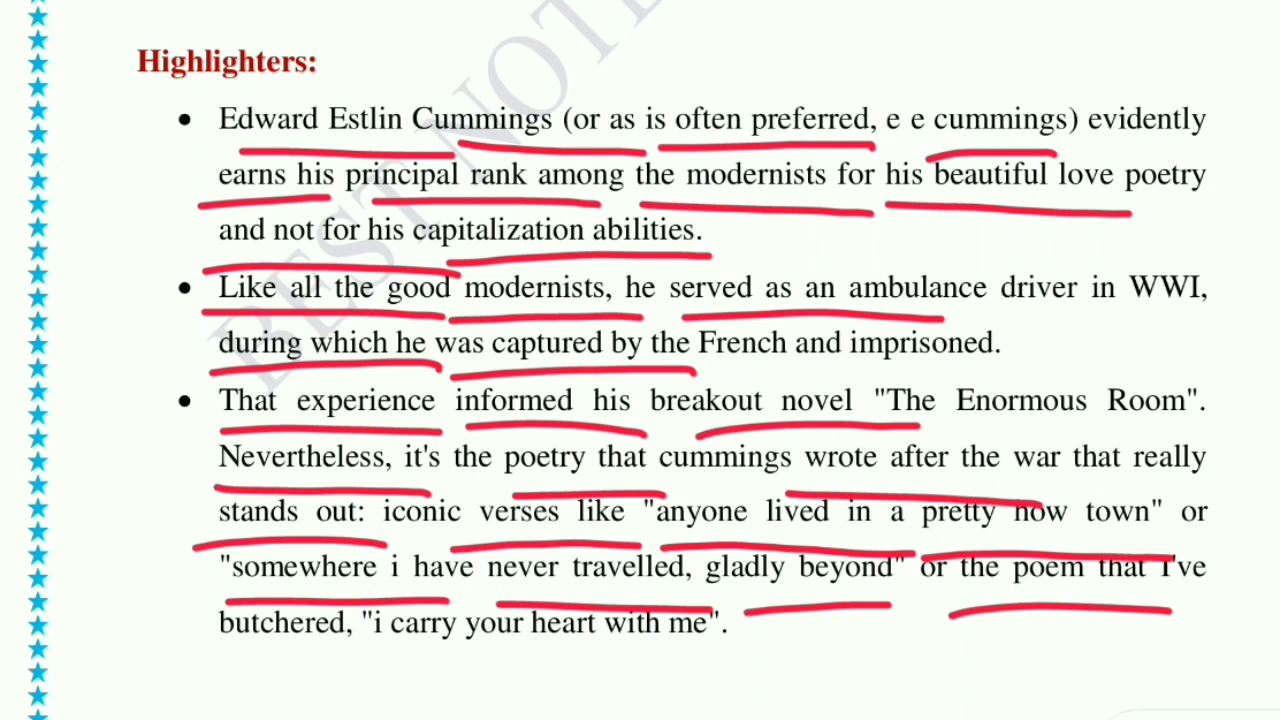 Highlighters:
• Edward Estlin Cummings (or as is often preferred, e e cummings) evidently
earns his principal rank among the modernists for his beautiful love poetry
and not for his capitalization abilities.
• Like all the good modernists, he served as an ambulance driver in WWI,
during which he was captured by the French and imprisoned.
• That experience informed his breakout novel "The Enormous Room".
Nevertheless, it's the poetry that cummings wrote after the war that really
stands out: iconic verses like "anyone lived in a pretty how town" or
"somewhere i have never travelled, gladly beyond" or the poem that I've
butchered, "i carry your heart with me".
BEST NOTE